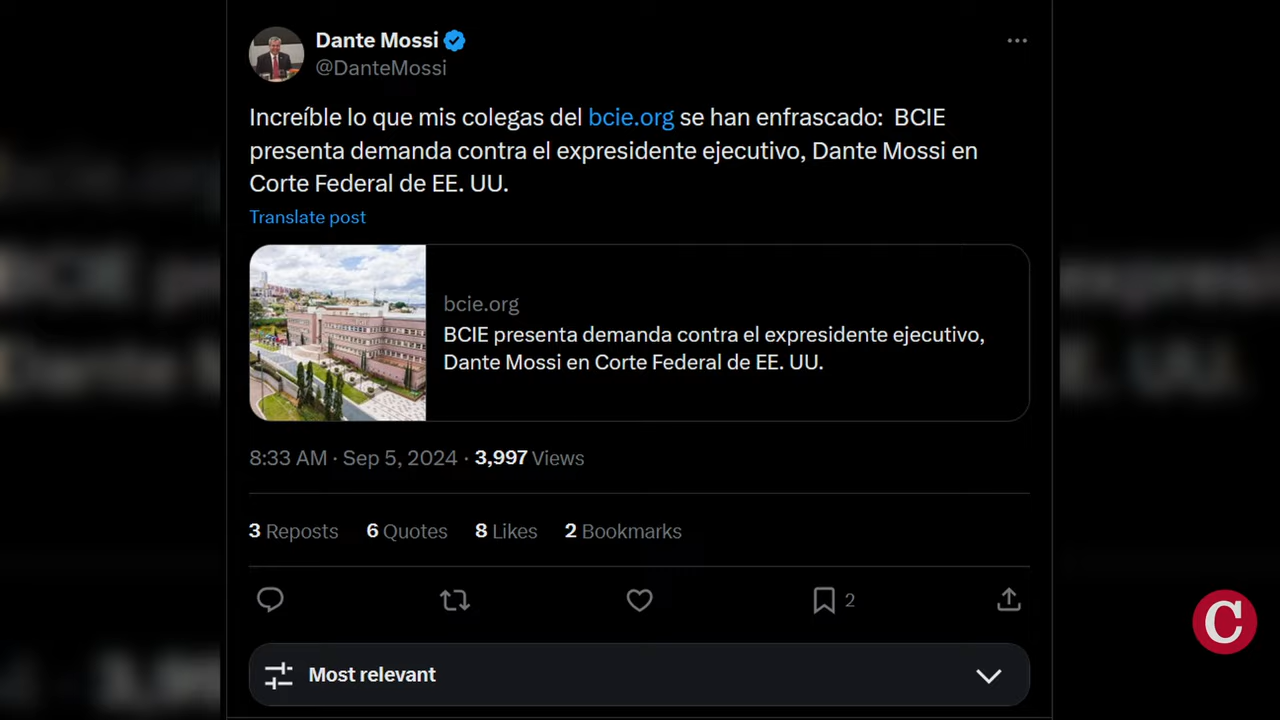 Dante Mossi
@DanteMossi
Increíble lo que mis colegas del bcie.org se han enfrascado:  BCIE
presenta demanda contra el expresidente ejecutivo, Dante Mossi en
Corte Federal de EE. UU.
Translate post
bcie.org
BCIE presenta demanda contra el expresidente ejecutivo,
Dante Mossi en Corte Federal de EE. UU.
8:33 AM · Sep 5, 2024 · 3,997 Views
3 Reposts 6 Quotes 8 Likes 2 Bookmarks
2
C
Most relevant